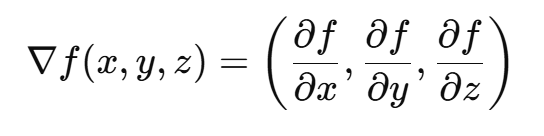 ∇f(x, y, z) = (∂f/∂x, ∂f/∂y, ∂f/∂z)